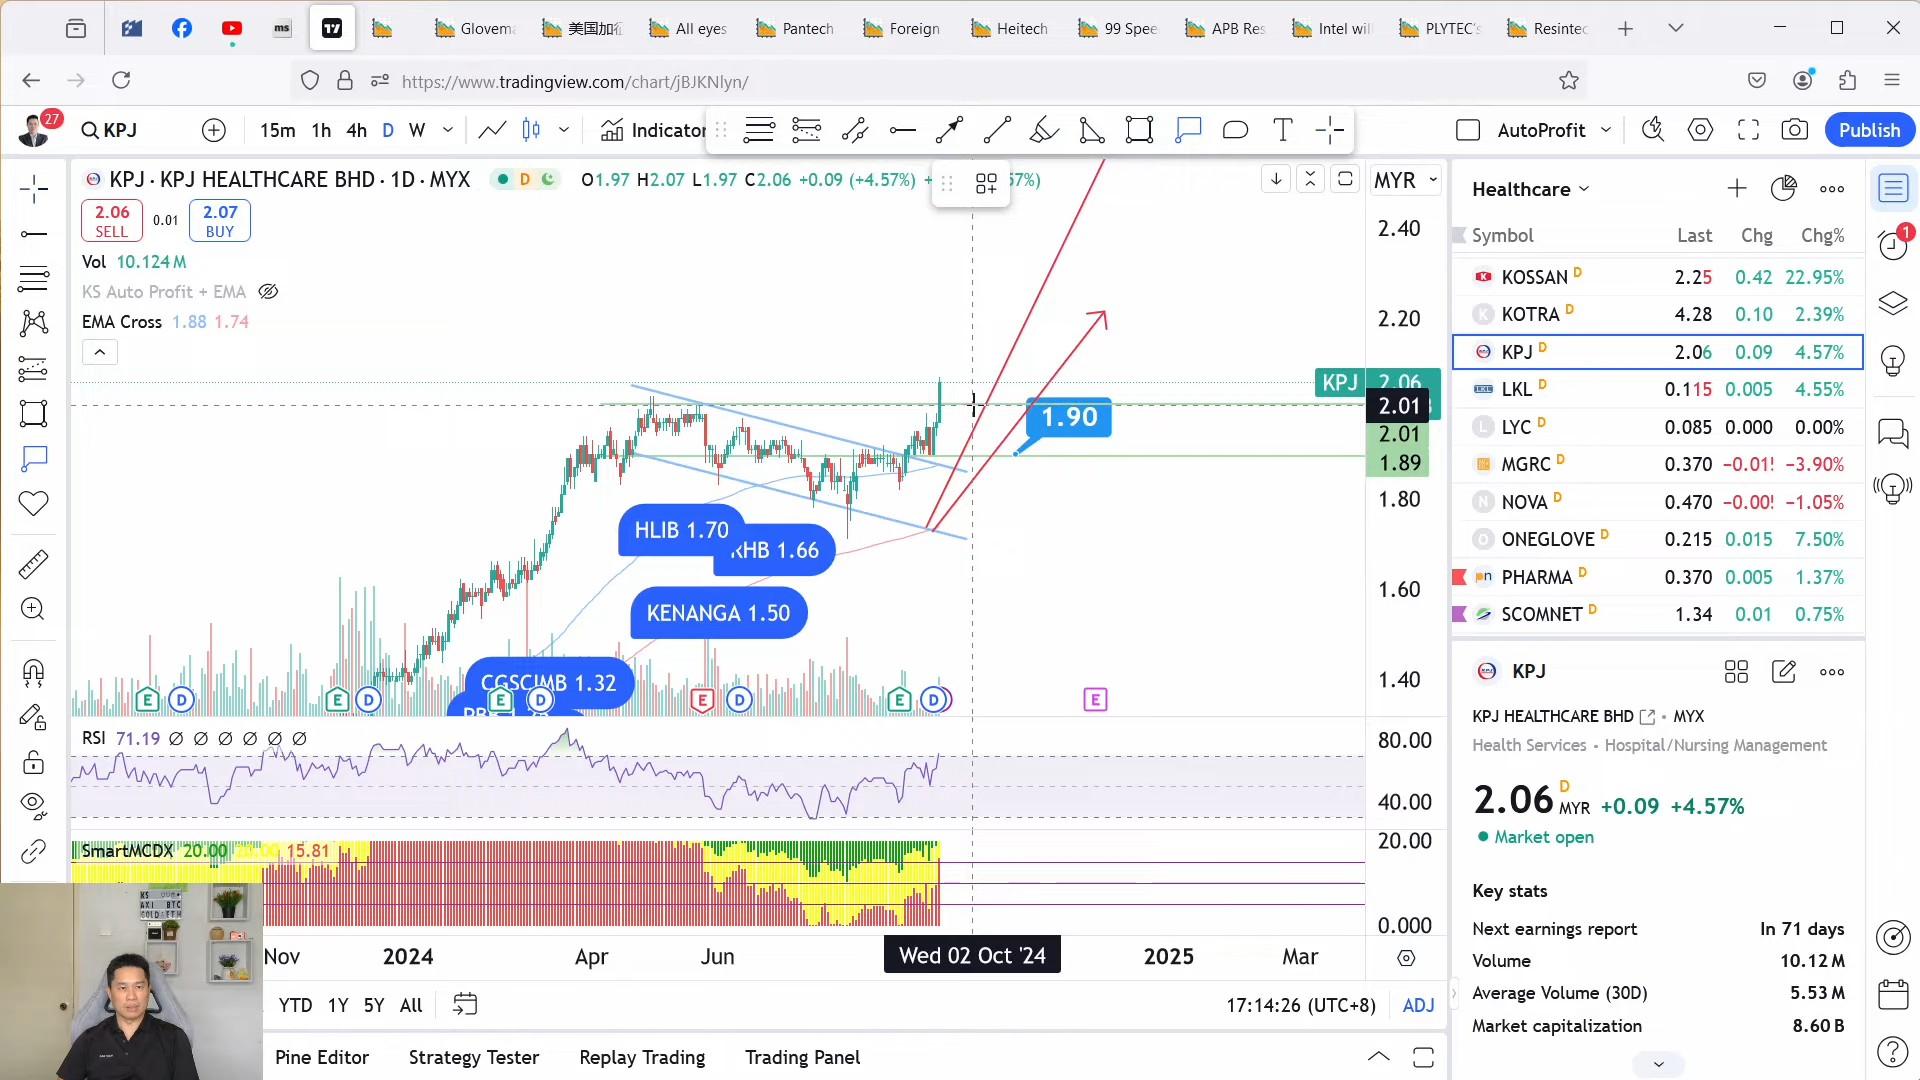 ms
Glovema
美国加征
All eyes
Pantech
Foreign
Heitech
99 Spee
APB Res
Intel will
PLYTEC's
Resintec
https://www.tradingview.com/chart/jBJKNlyn/
27
KPJ
15m 1h 4h D W
Indicator
AutoProfit
Publish
KPJ · KPJ HEALTHCARE BHD · 1D · MYX
D
O1.97 H2.07 L1.97 C2.06 +0.09 (+4.57%)
MYR
2.06
SELL
0.01
2.07
BUY
Vol 10.124 M
KS Auto Profit + EMA
EMA Cross 1.88 1.74
2.40
2.20
KPJ 2.06
2.01
2.01
1.89
1.80
1.60
1.40
1.90
HLIB 1.70
RHB 1.66
KENANGA 1.50
CGSCIMB 1.32
E D E D E D E D E D E
RSI 71.19 Ø Ø Ø Ø Ø Ø
80.00
40.00
SmartMCDX 20.00 20.00 15.81
20.00
0.000
Nov 2024 Apr Jun Wed 02 Oct '24 2025 Mar
YTD 1Y 5Y All
17:14:26 (UTC+8) ADJ
Pine Editor Strategy Tester Replay Trading Trading Panel
Healthcare
Symbol Last Chg Chg%
KOSSAN D 2.25 0.42 22.95%
KOTRA D 4.28 0.10 2.39%
KPJ D 2.06 0.09 4.57%
LKL D 0.115 0.005 4.55%
LYC D 0.085 0.000 0.00%
MGRC D 0.370 −0.01! −3.90%
NOVA D 0.470 −0.00! −1.05%
ONEGLOVE D 0.215 0.015 7.50%
PHARMA D 0.370 0.005 1.37%
SCOMNET D 1.34 0.01 0.75%
1
KPJ
KPJ HEALTHCARE BHD · MYX
Health Services · Hospital/Nursing Management
2.06 D MYR +0.09 +4.57%
Market open
Key stats
Next earnings report In 71 days
Volume 10.12 M
Average Volume (30D) 5.53 M
Market capitalization 8.60 B